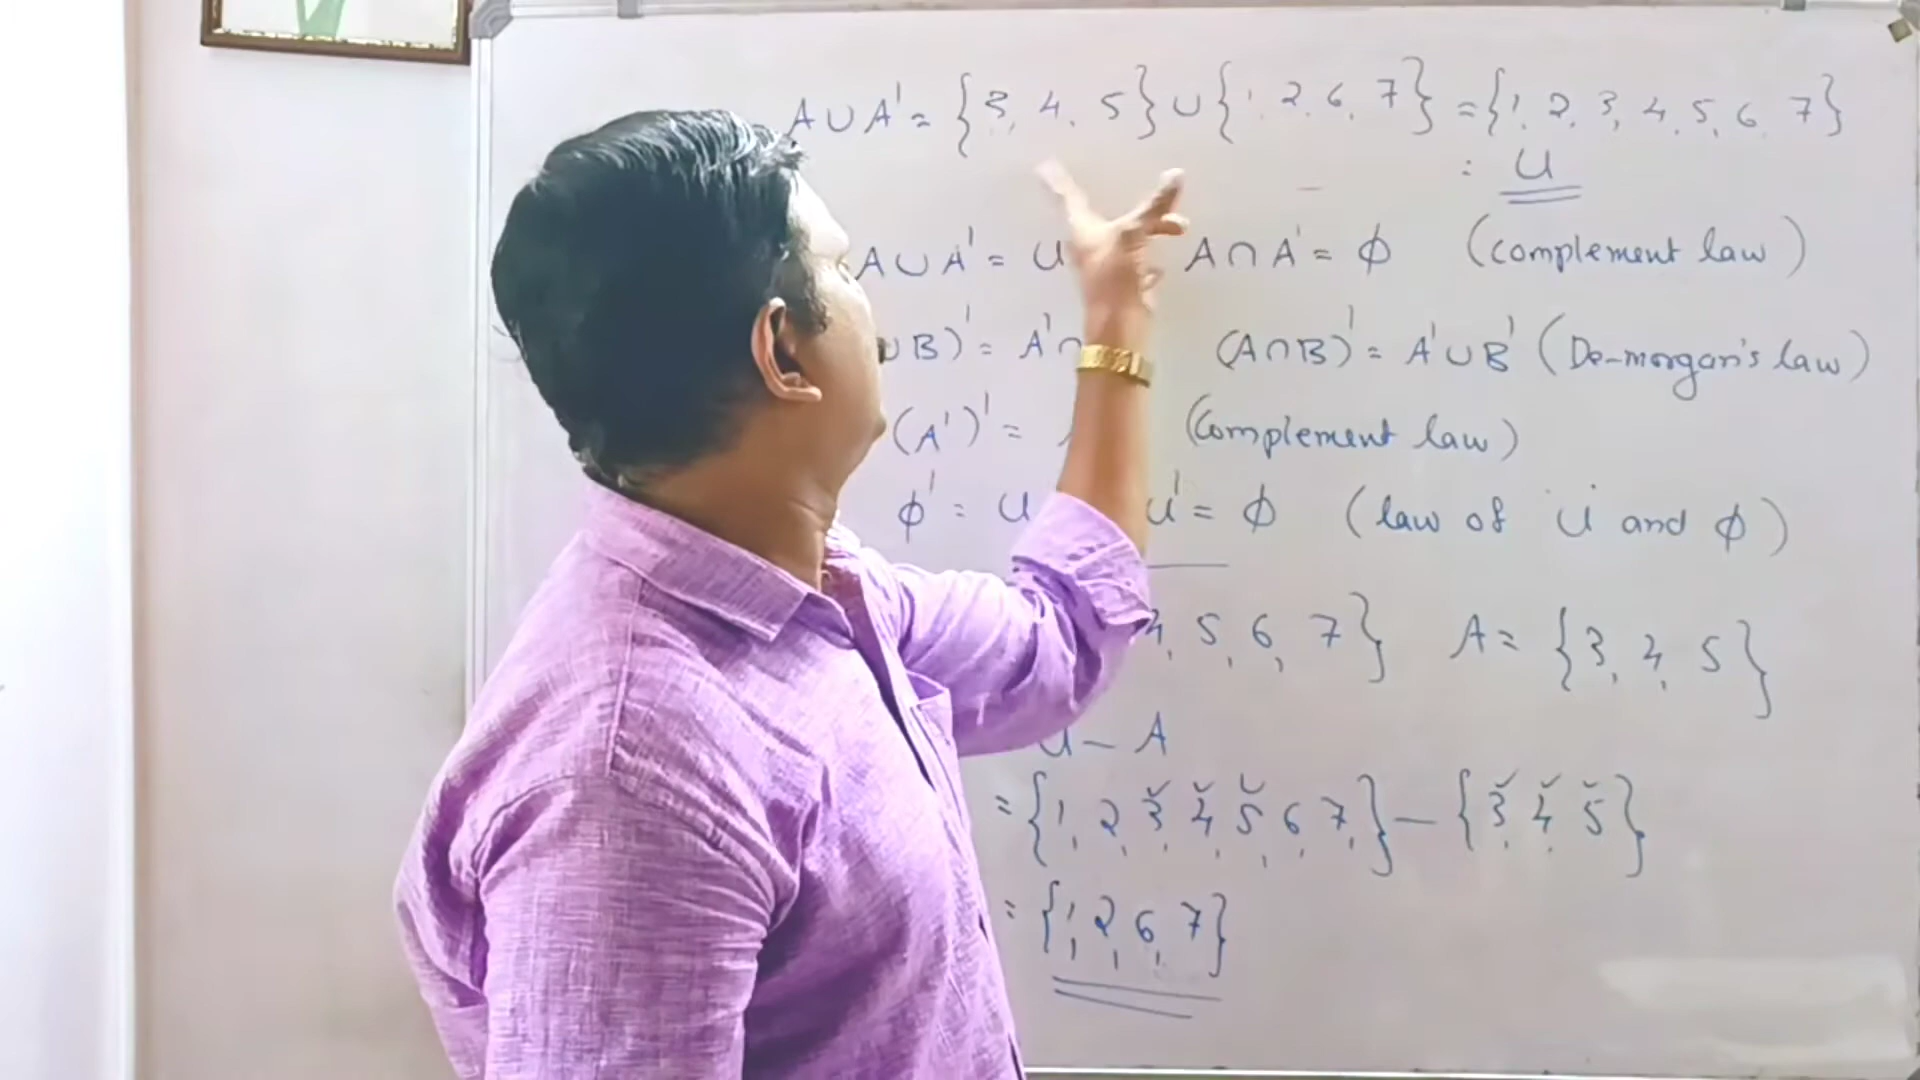 A∪A' = {3, 4, 5}∪{1, 2, 6, 7} = {1, 2, 3, 4, 5, 6, 7}
: U
A∪A' = U A∩A' = ϕ (complement law)
∪B)' = A'∩ (A∩B)' = A'∪B' (De-morgan's law)
(A')' = (Complement law)
ϕ' = U U' = ϕ (law of U and ϕ)
4, 5, 6, 7} A = {3, 4, 5}
U - A
= {1, 2, 3, 4, 5, 6, 7,} - {3, 4, 5}
= {1, 2, 6, 7}